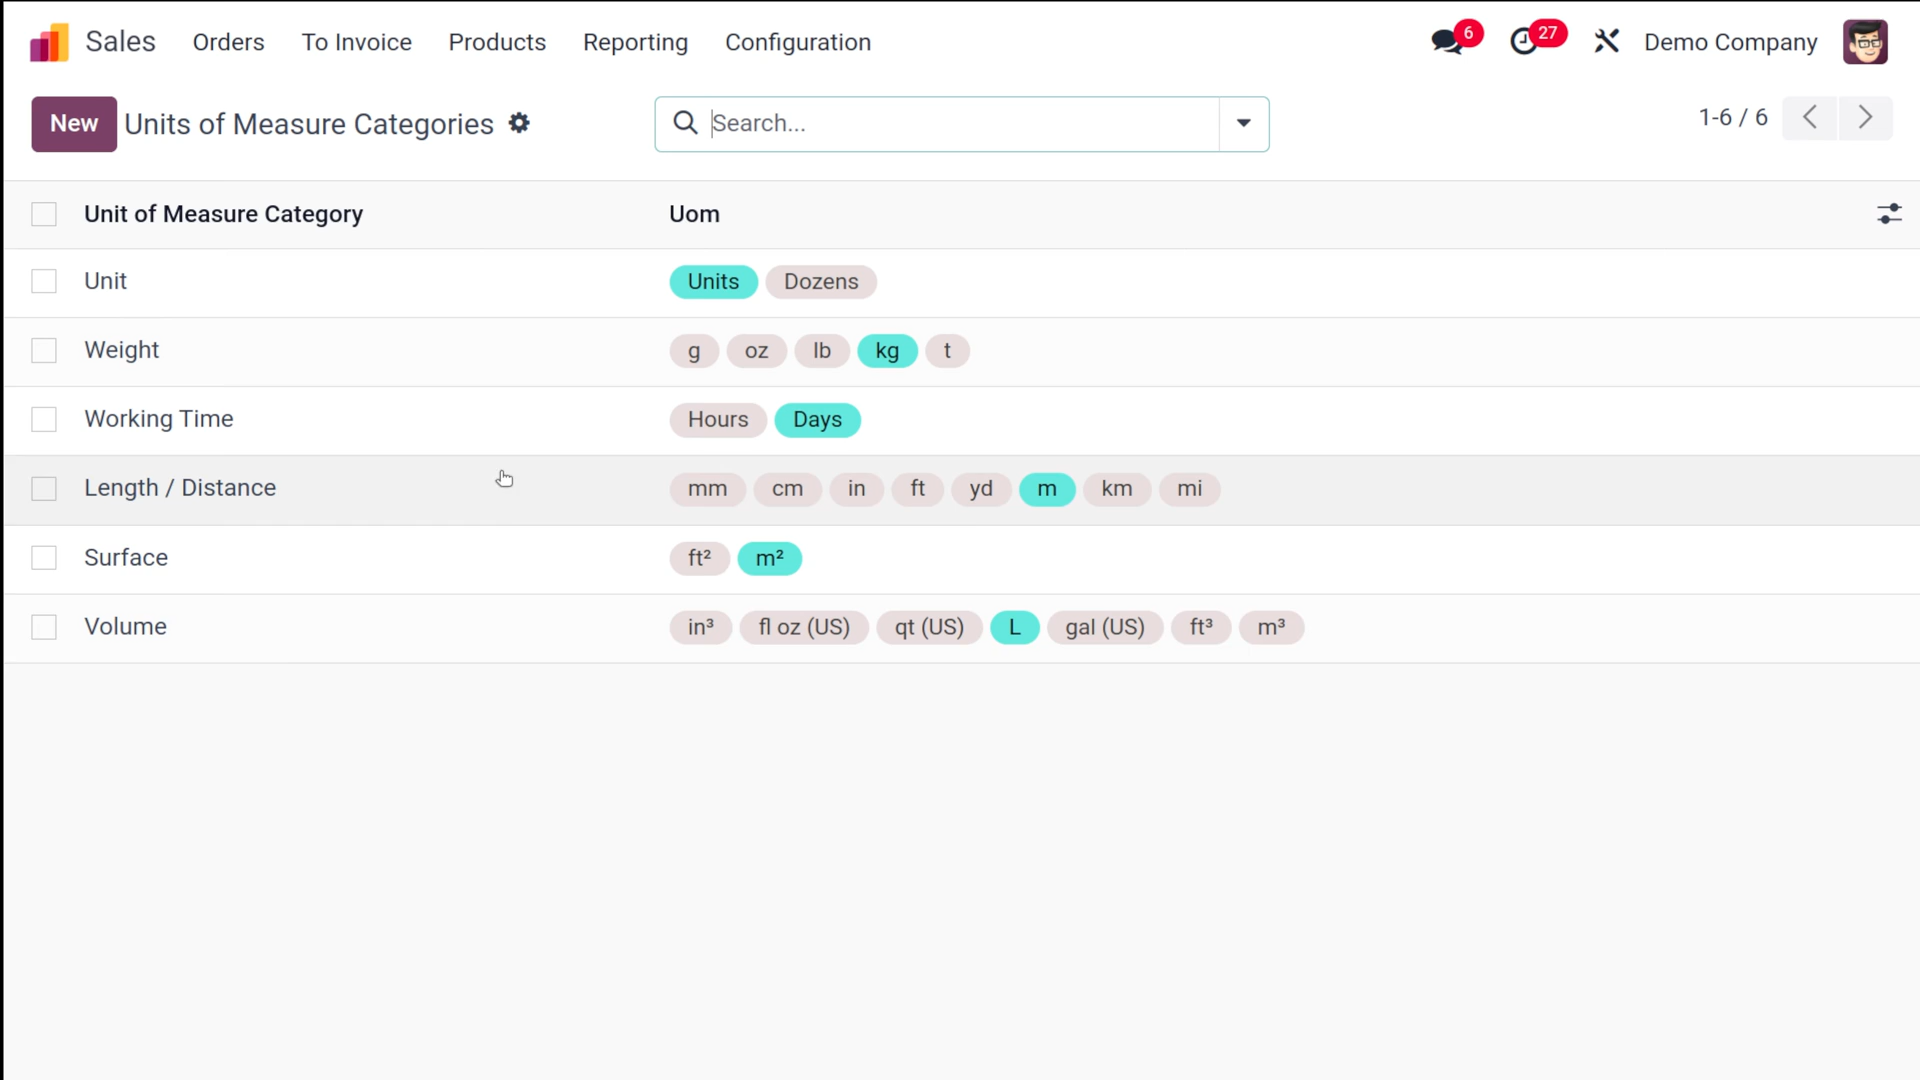 Sales Orders To Invoice Products Reporting Configuration 6 27 Demo Company
New Units of Measure Categories Search... 1-6 / 6
Unit of Measure Category Uom
Unit Units Dozens
Weight g oz lb kg t
Working Time Hours Days
Length / Distance mm cm in ft yd m km mi
Surface ft² m²
Volume in³ fl oz (US) qt (US) L gal (US) ft³ m³